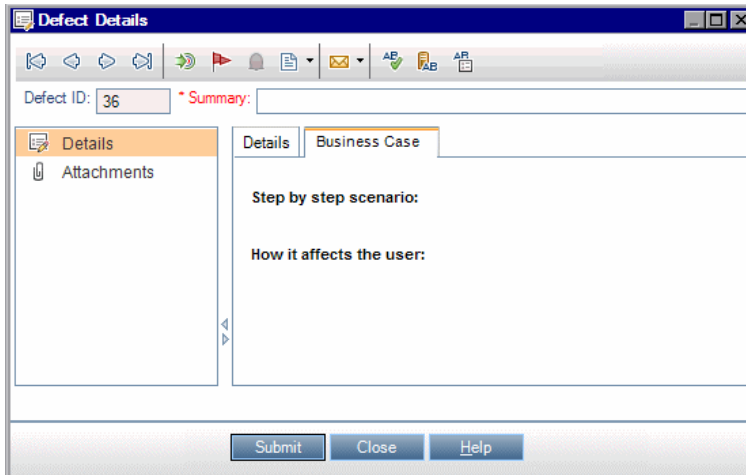 Defect Details
Defect ID: 36 * Summary:
Details
Attachments
Details Business Case
Step by step scenario:
How it affects the user:
Submit Close Help